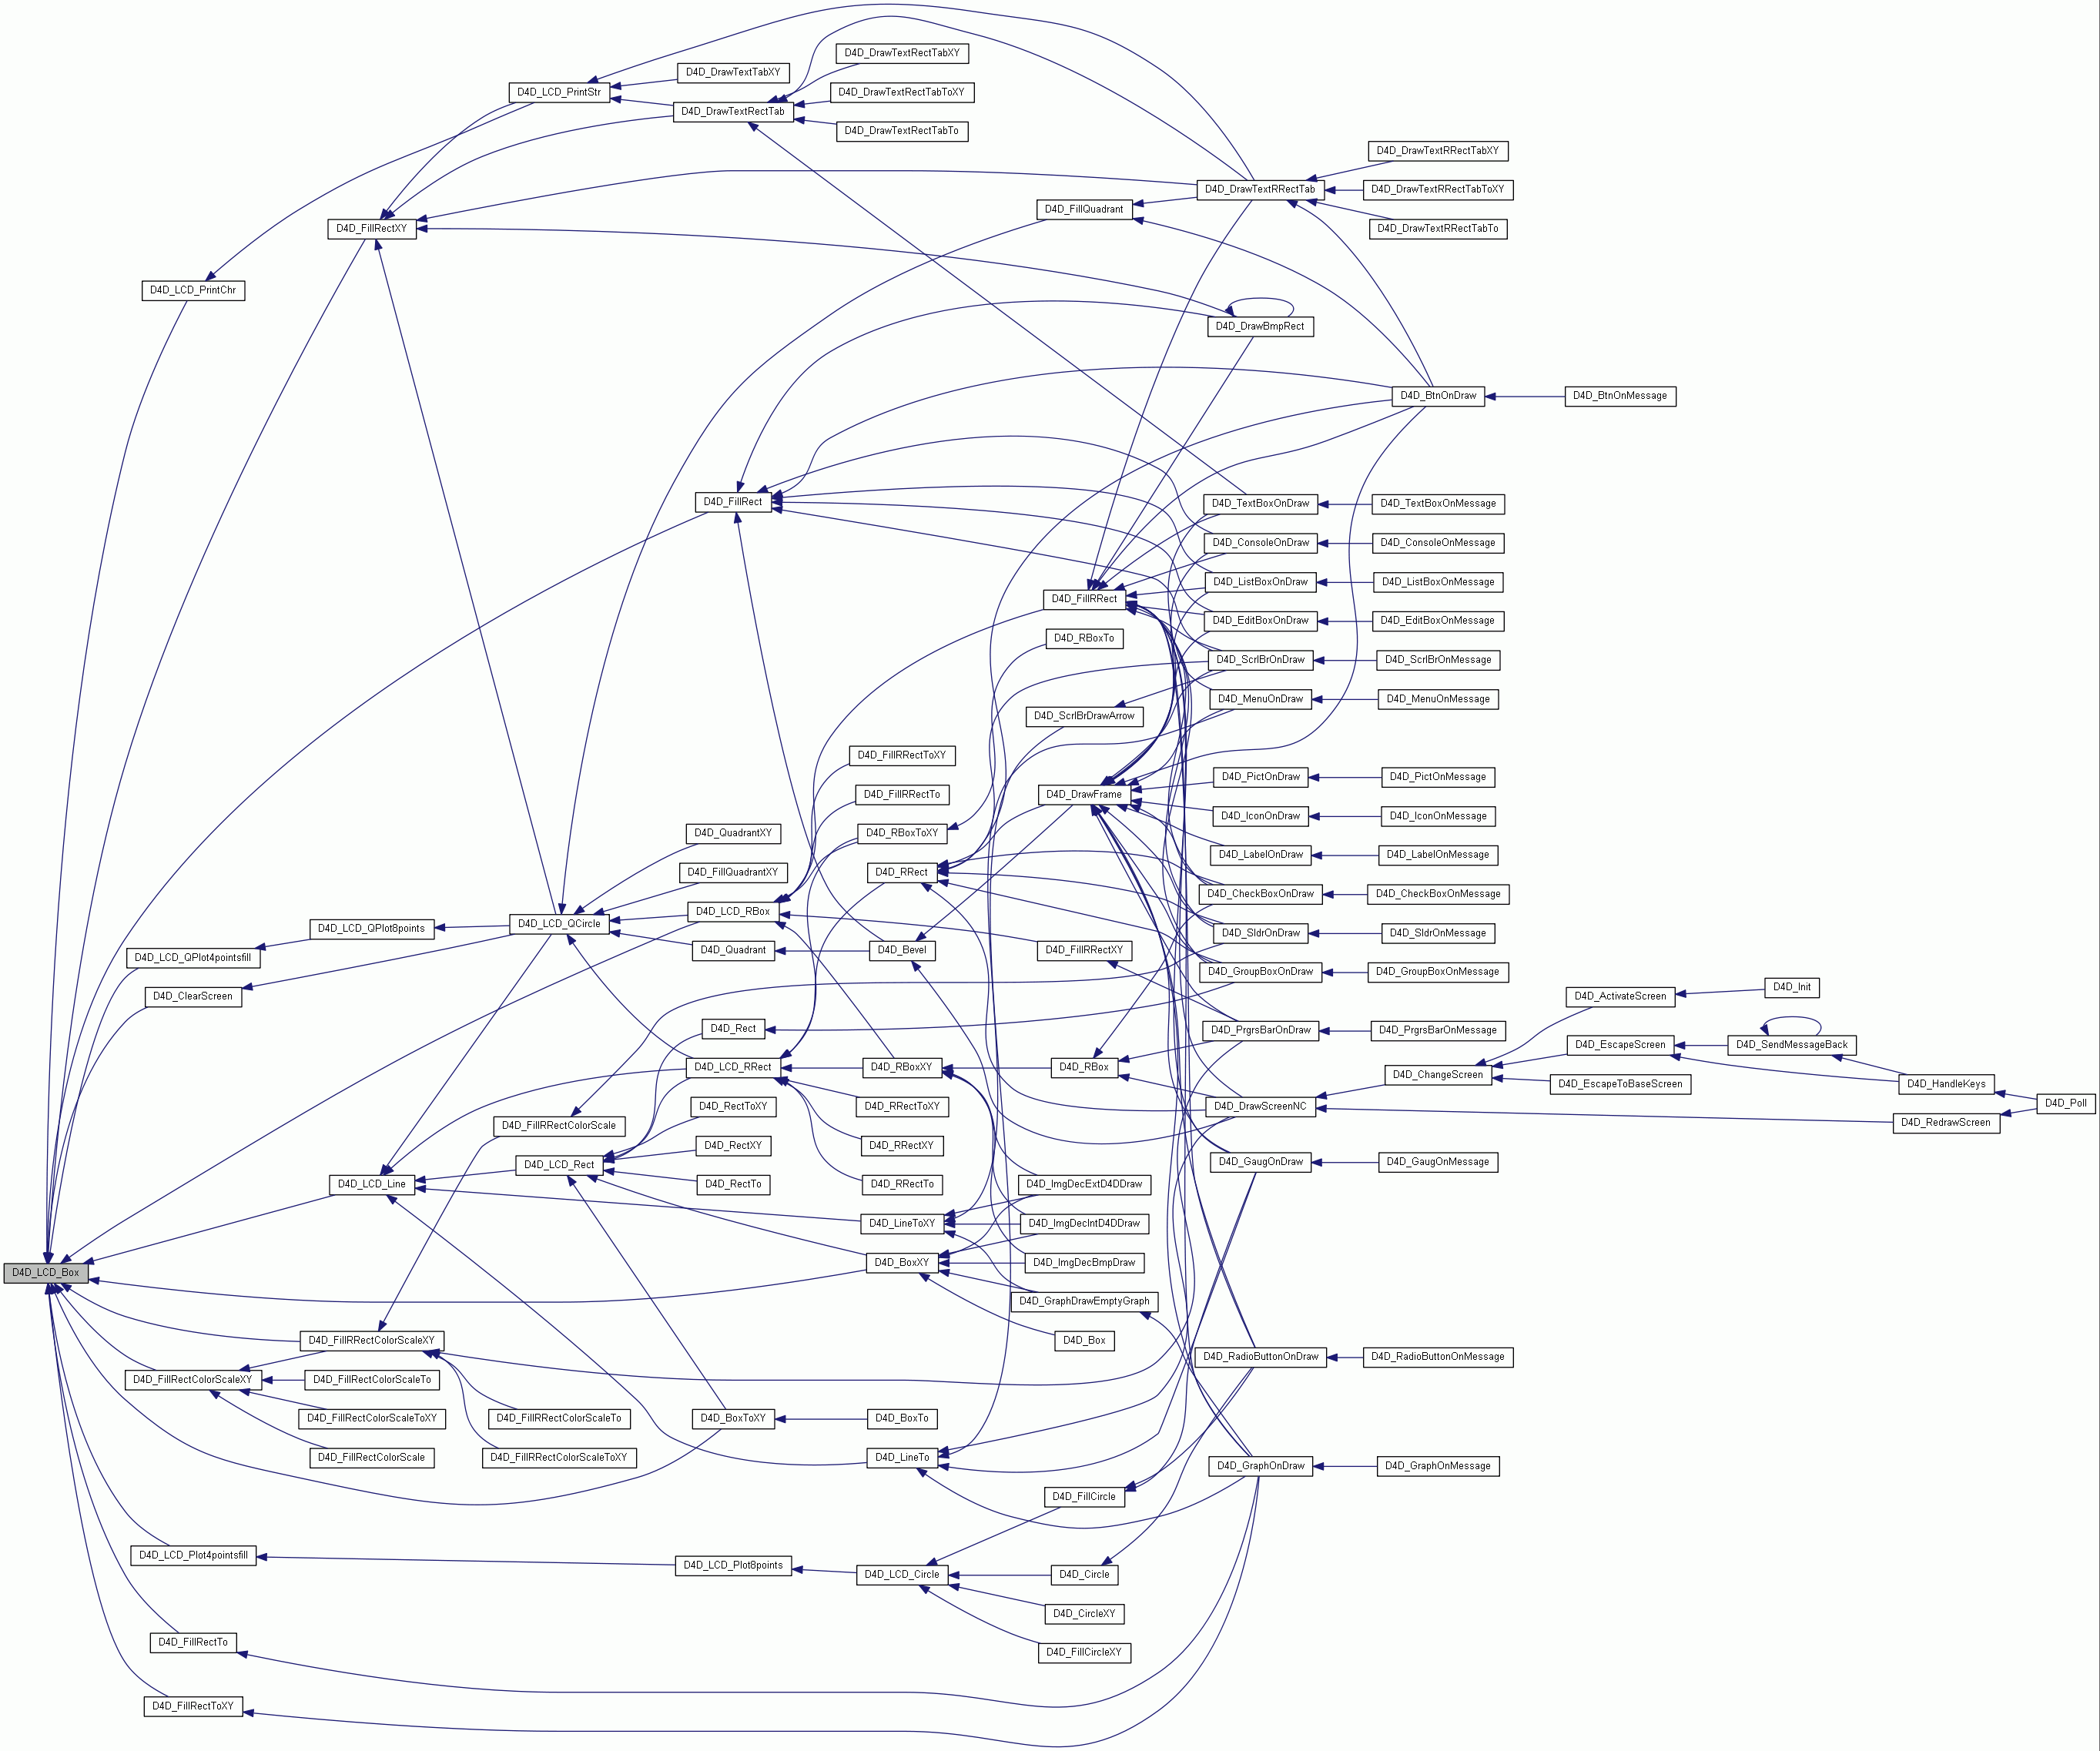 D4D_DrawTextRectTabXY
D4D_DrawTextTabXY
D4D_LCD_PrintStr
D4D_DrawTextRectTabToXY
D4D_DrawTextRectTab
D4D_DrawTextRectTabTo
D4D_DrawTextRRectTabXY
D4D_DrawTextRRectTab
D4D_DrawTextRRectTabToXY
D4D_FillQuadrant
D4D_FillRectXY
D4D_DrawTextRRectTabTo
D4D_LCD_PrintChr
D4D_DrawBmpRect
D4D_BtnOnDraw
D4D_BtnOnMessage
D4D_FillRect
D4D_TextBoxOnDraw
D4D_TextBoxOnMessage
D4D_ConsoleOnDraw
D4D_ConsoleOnMessage
D4D_ListBoxOnDraw
D4D_ListBoxOnMessage
D4D_FillRRect
D4D_EditBoxOnDraw
D4D_EditBoxOnMessage
D4D_RBoxTo
D4D_ScrlBrOnDraw
D4D_ScrlBrOnMessage
D4D_MenuOnDraw
D4D_MenuOnMessage
D4D_ScrlBrDrawArrow
D4D_FillRRectToXY
D4D_PictOnDraw
D4D_PictOnMessage
D4D_FillRRectTo
D4D_DrawFrame
D4D_IconOnDraw
D4D_IconOnMessage
D4D_QuadrantXY
D4D_RBoxToXY
D4D_LabelOnDraw
D4D_LabelOnMessage
D4D_FillQuadrantXY
D4D_RRect
D4D_CheckBoxOnDraw
D4D_CheckBoxOnMessage
D4D_LCD_RBox
D4D_LCD_QPlot8points
D4D_LCD_QCircle
D4D_SldrOnDraw
D4D_SldrOnMessage
D4D_LCD_QPlot4pointsfill
D4D_Quadrant
D4D_Bevel
D4D_FillRRectXY
D4D_GroupBoxOnDraw
D4D_GroupBoxOnMessage
D4D_ClearScreen
D4D_ActivateScreen
D4D_Init
D4D_Rect
D4D_PrgrsBarOnDraw
D4D_PrgrsBarOnMessage
D4D_EscapeScreen
D4D_SendMessageBack
D4D_LCD_RRect
D4D_RBoxXY
D4D_RBox
D4D_ChangeScreen
D4D_EscapeToBaseScreen
D4D_HandleKeys
D4D_RectToXY
D4D_RRectToXY
D4D_DrawScreenNC
D4D_Poll
D4D_FillRRectColorScale
D4D_RedrawScreen
D4D_RectXY
D4D_RRectXY
D4D_LCD_Rect
D4D_GaugOnDraw
D4D_GaugOnMessage
D4D_LCD_Line
D4D_RectTo
D4D_RRectTo
D4D_ImgDecExtD4DDraw
D4D_LineToXY
D4D_ImgDecIntD4DDraw
D4D_LCD_Box
D4D_BoxXY
D4D_ImgDecBmpDraw
D4D_GraphDrawEmptyGraph
D4D_FillRRectColorScaleXY
D4D_Box
D4D_RadioButtonOnDraw
D4D_RadioButtonOnMessage
D4D_FillRectColorScaleXY
D4D_FillRectColorScaleTo
D4D_FillRectColorScaleToXY
D4D_FillRRectColorScaleTo
D4D_BoxToXY
D4D_BoxTo
D4D_FillRectColorScale
D4D_FillRRectColorScaleToXY
D4D_LineTo
D4D_GraphOnDraw
D4D_GraphOnMessage
D4D_FillCircle
D4D_LCD_Plot4pointsfill
D4D_LCD_Plot8points
D4D_LCD_Circle
D4D_Circle
D4D_CircleXY
D4D_FillRectTo
D4D_FillCircleXY
D4D_FillRectToXY